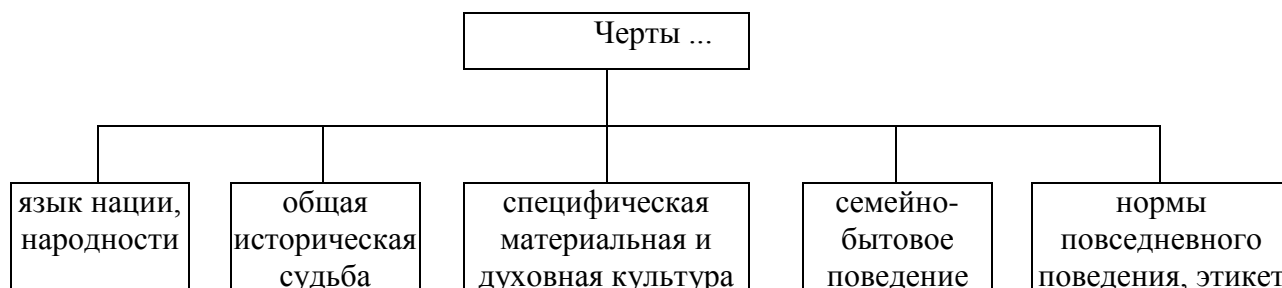 Черты ...
язык нации,
народности
общая
историческая
судьба
специфическая
материальная и
духовная культура
семейно-
бытовое
поведение
нормы
повседневного
поведения, этикет